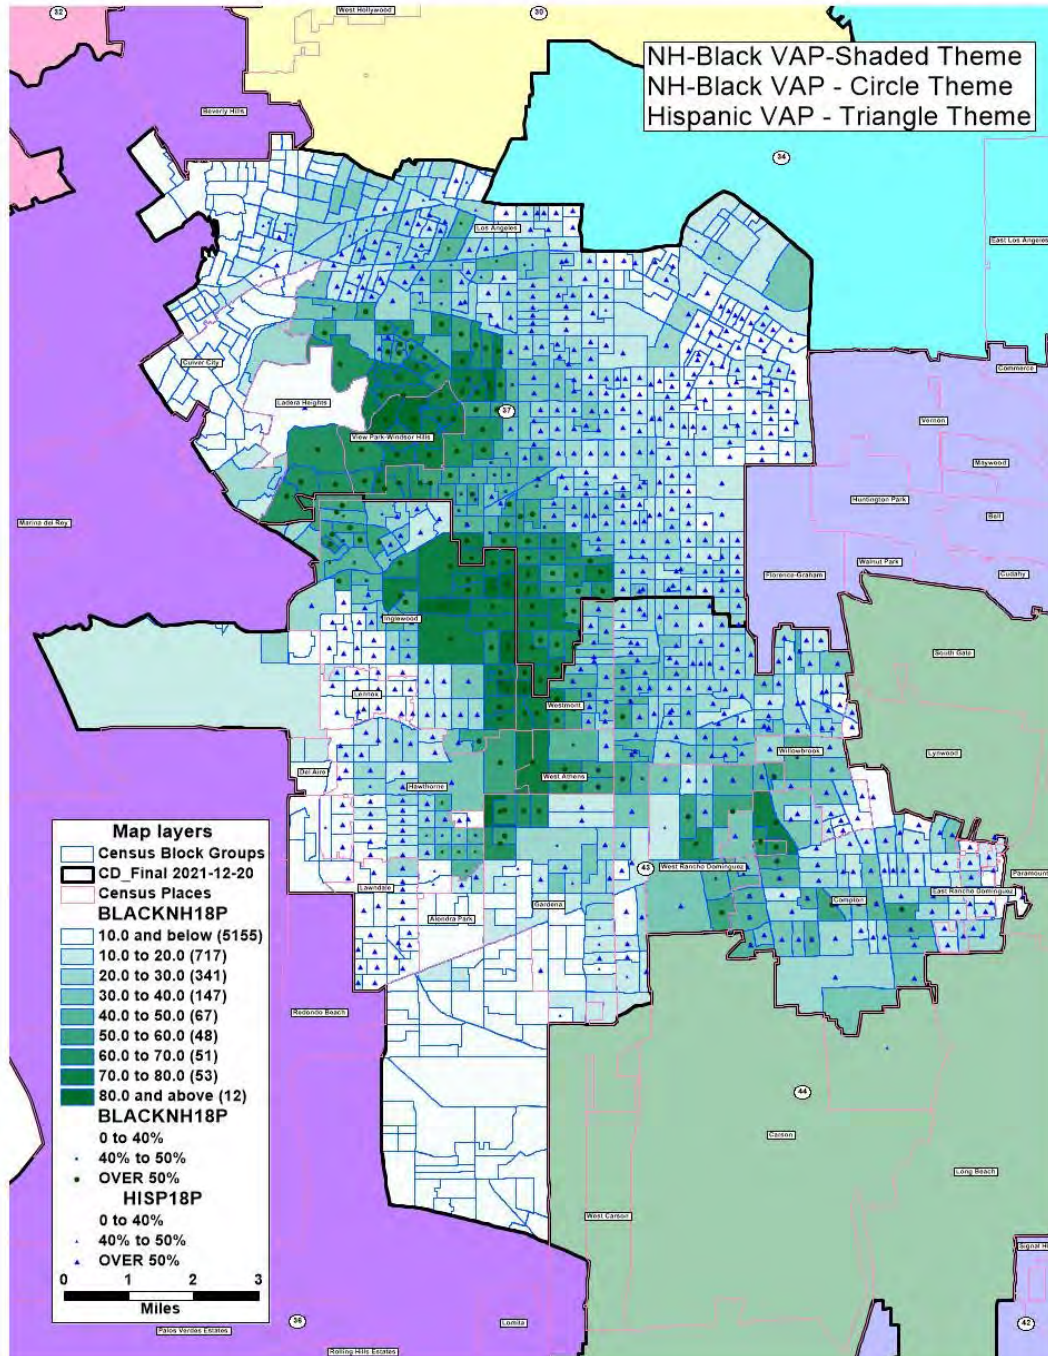 32
West Hollywood
30
NH-Black VAP-Shaded Theme
NH-Black VAP - Circle Theme
Hispanic VAP - Triangle Theme
Beverly Hills
34
Los Angeles
East Los Angeles
Culver City
Commerce
Ladera Heights
37
Vernon
View Park-Windsor Hills
Maywood
Huntington Park
Bell
Marina del Rey
Walnut Park
Florence-Graham
Cudahy
Inglewood
South Gate
Lennox
Westmont
Willowbrook
Lynwood
Del Aire
West Athens
Hawthorne
Map layers
Census Block Groups
CD_Final 2021-12-20
Census Places
BLACKNH18P
10.0 and below (5155)
10.0 to 20.0 (717)
20.0 to 30.0 (341)
30.0 to 40.0 (147)
40.0 to 50.0 (67)
50.0 to 60.0 (48)
60.0 to 70.0 (51)
70.0 to 80.0 (53)
80.0 and above (12)
BLACKNH18P
0 to 40%
40% to 50%
OVER 50%
HISP18P
0 to 40%
40% to 50%
OVER 50%
0 1 2 3
Miles
43
West Rancho Dominguez
Paramount
Lawndale
East Rancho Dominguez
Compton
Gardena
Alondra Park
Redondo Beach
44
Carson
Long Beach
West Carson
Signal Hi
36
Lomita
42
Palos Verdes Estates
Rolling Hills Estates